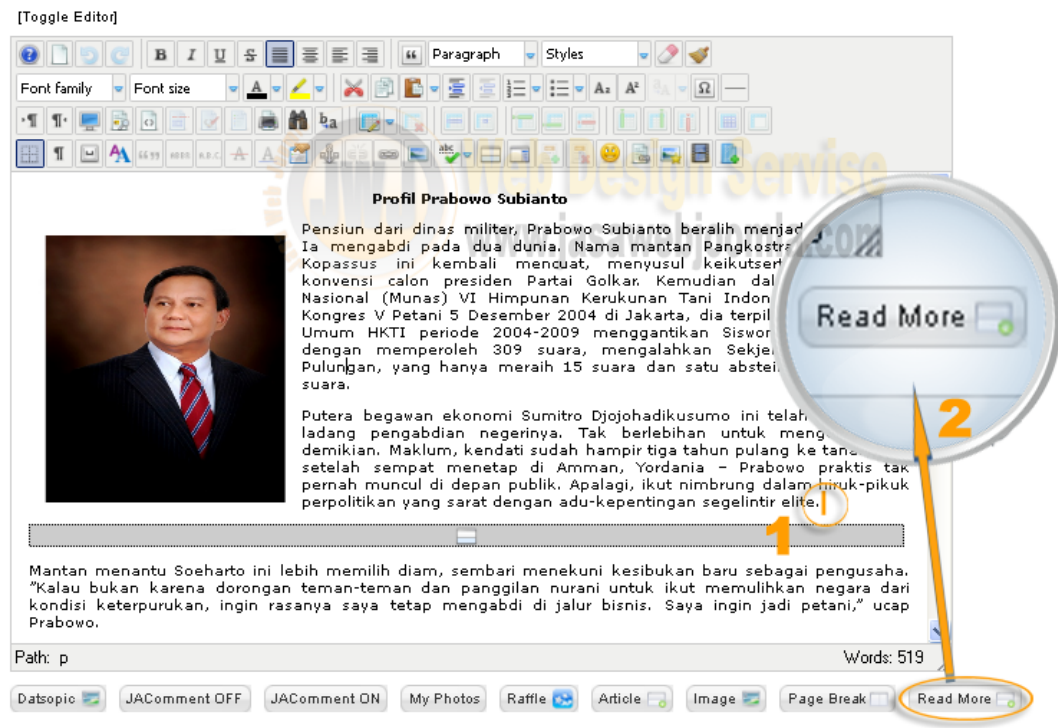 [Toggle Editor]
B I U S Paragraph Styles
Font family Font size
Web Design Servise
www.jasawebjoomla.com
JWJ
Profil Prabowo Subianto
Pensiun dari dinas militer, Prabowo Subianto beralih menjad
Ia mengabdi pada dua dunia. Nama mantan Pangkostra
Kopassus ini kembali mencuat, menyusul keikutsert
konvensi calon presiden Partai Golkar. Kemudian dal
Nasional (Munas) VI Himpunan Kerukunan Tani Indon
Kongres V Petani 5 Desember 2004 di Jakarta, dia terpil
Umum HKTI periode 2004-2009 menggantikan Siswon
dengan memperoleh 309 suara, mengalahkan Sekje
Pulungan, yang hanya meraih 15 suara dan satu abstei
suara.
Read More
2
Putera begawan ekonomi Sumitro Djojohadikusumo ini telah
ladang pengabdian negerinya. Tak berlebihan untuk meng
demikian. Maklum, kendati sudah hampir tiga tahun pulang ke tana
setelah sempat menetap di Amman, Yordania – Prabowo praktis tak
pernah muncul di depan publik. Apalagi, ikut nimbrung dalam hiruk-pikuk
perpolitikan yang sarat dengan adu-kepentingan segelintir elite.
1
Mantan menantu Soeharto ini lebih memilih diam, sembari menekuni kesibukan baru sebagai pengusaha.
"Kalau bukan karena dorongan teman-teman dan panggilan nurani untuk ikut memulihkan negara dari
kondisi keterpurukan, ingin rasanya saya tetap mengabdi di jalur bisnis. Saya ingin jadi petani," ucap
Prabowo.
Path: p Words: 519
Datsopic JAComment OFF JAComment ON My Photos Raffle Article Image Page Break Read More